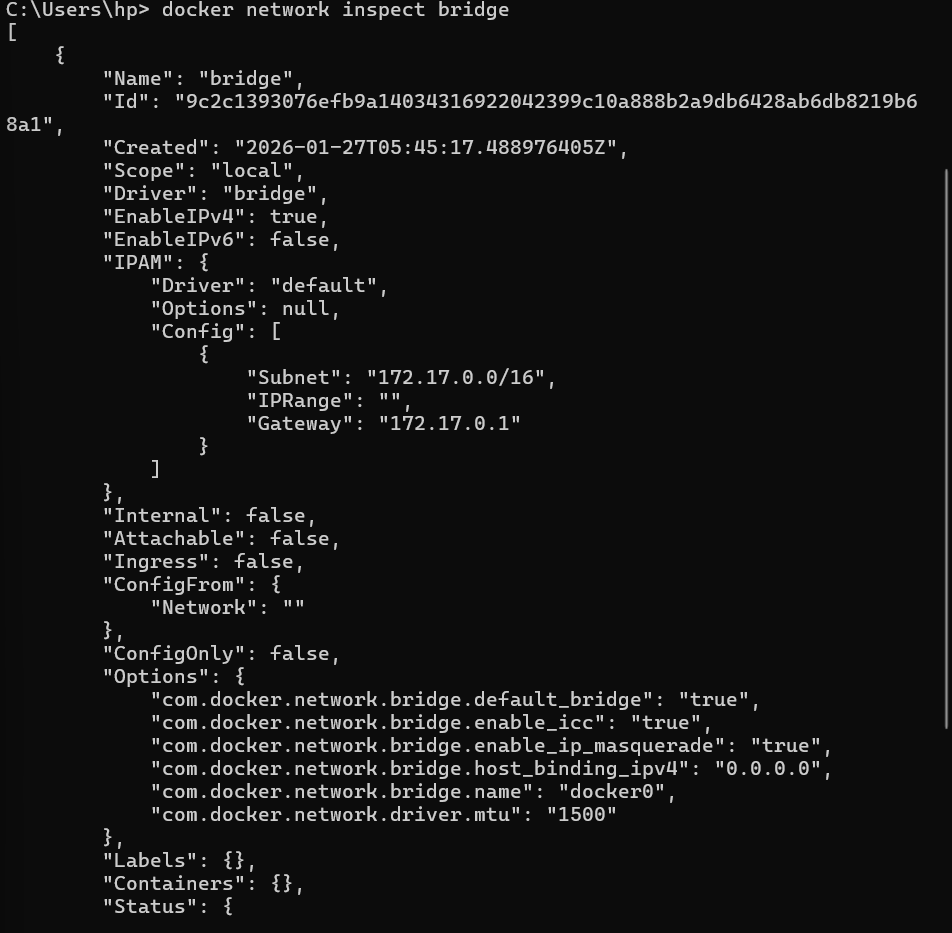 C:\Users\hp> docker network inspect bridge
[
    {
        "Name": "bridge",
        "Id": "9c2c1393076efb9a14034316922042399c10a888b2a9db6428ab6db8219b6
8a1",
        "Created": "2026-01-27T05:45:17.488976405Z",
        "Scope": "local",
        "Driver": "bridge",
        "EnableIPv4": true,
        "EnableIPv6": false,
        "IPAM": {
            "Driver": "default",
            "Options": null,
            "Config": [
                {
                    "Subnet": "172.17.0.0/16",
                    "IPRange": "",
                    "Gateway": "172.17.0.1"
                }
            ]
        },
        "Internal": false,
        "Attachable": false,
        "Ingress": false,
        "ConfigFrom": {
            "Network": ""
        },
        "ConfigOnly": false,
        "Options": {
            "com.docker.network.bridge.default_bridge": "true",
            "com.docker.network.bridge.enable_icc": "true",
            "com.docker.network.bridge.enable_ip_masquerade": "true",
            "com.docker.network.bridge.host_binding_ipv4": "0.0.0.0",
            "com.docker.network.bridge.name": "docker0",
            "com.docker.network.driver.mtu": "1500"
        },
        "Labels": {},
        "Containers": {},
        "Status": {